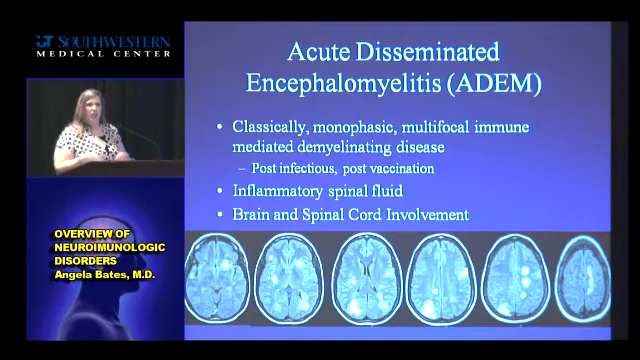 UT SOUTHWESTERN
MEDICAL CENTER
Acute Disseminated
Encephalomyelitis (ADEM)
• Classically, monophasic, multifocal immune
mediated demyelinating disease
– Post infectious, post vaccination
• Inflammatory spinal fluid
• Brain and Spinal Cord Involvement
OVERVIEW OF
NEUROIMUNOLOGIC
DISORDERS
Angela Bates, M.D.